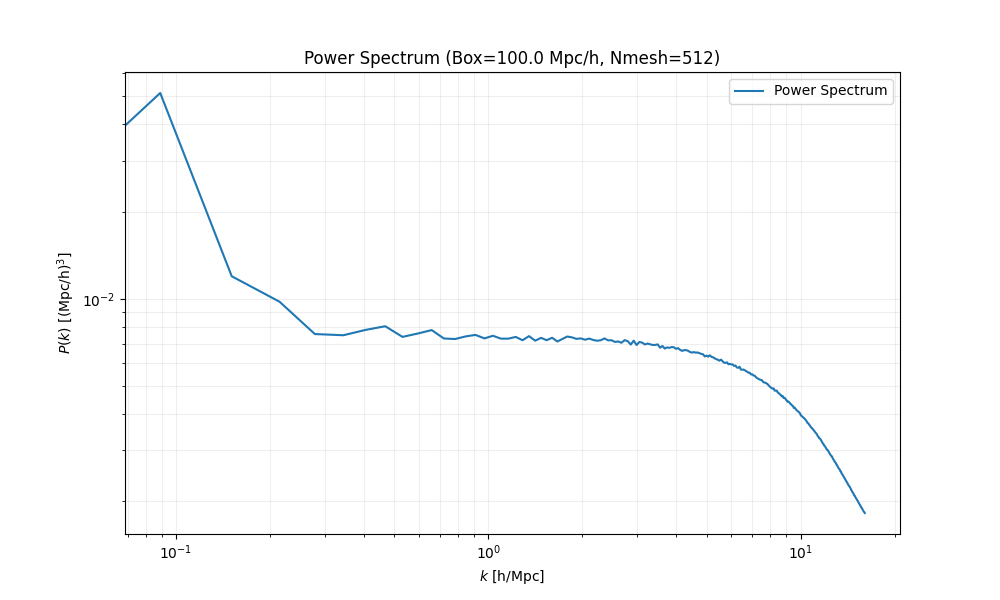 Power Spectrum (Box=100.0 Mpc/h, Nmesh=512)
Power Spectrum
P(k) [(Mpc/h)³]
10⁻²
10⁻¹
10⁰
10¹
k [h/Mpc]